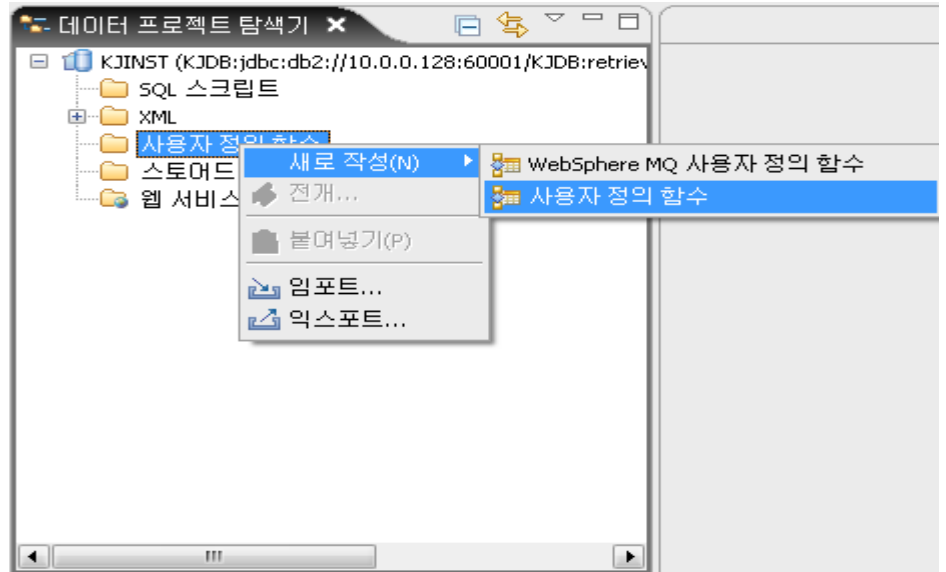 데이터 프로젝트 탐색기
KJINST (KJDB:jdbc:db2://10.0.0.128:60001/KJDB:retriev
SQL 스크립트
XML
사용자 정의 함수
스토어드
웹 서비스
새로 작성(N)
전개...
붙여넣기(P)
임포트...
익스포트...
WebSphere MQ 사용자 정의 함수
사용자 정의 함수